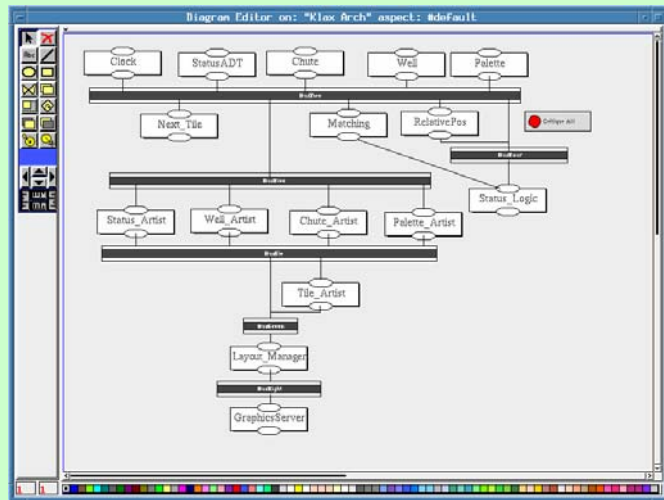 Diagram Editor on: "Klax Arch" aspect: #default
Clock StatusADT Chute Well Palette
Next_Tile Matching RelativePos
Status_Logic
Status_Artist Well_Artist Chute_Artist Palette_Artist
Tile_Artist
Layout_Manager
GraphicsServer